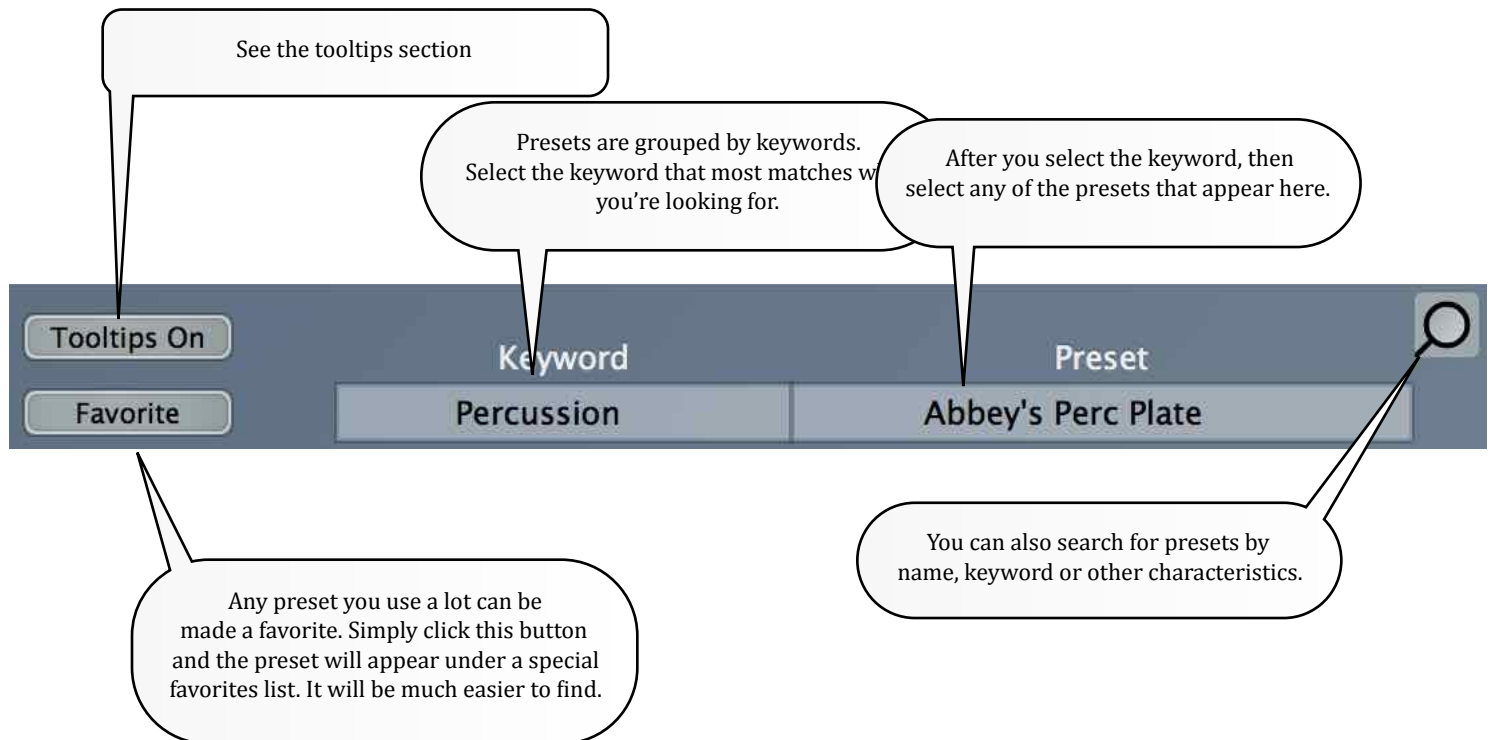 See the tooltips section
Presets are grouped by keywords.
Select the keyword that most matches
you're looking for.
After you select the keyword, then
select any of the presets that appear here.
Tooltips On
Keyword
Preset
Favorite
Percussion
Abbey's Perc Plate
You can also search for presets by
name, keyword or other characteristics.
Any preset you use a lot can be
made a favorite. Simply click this button
and the preset will appear under a special
favorites list. It will be much easier to find.